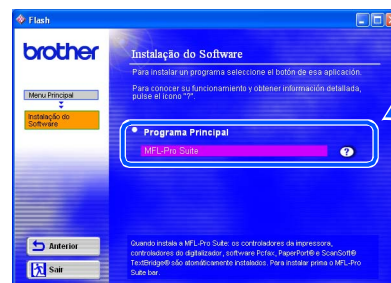 Flash
brother
Instalação do Software
Para instalar un programa seleccione el botón de esa aplicación.
Para conocer su funcionamiento y obtener información detallada,
pulse el ícono "?".
Menu Principal
Instalação do
Software
Programa Principal
MFL-Pro Suite
?
Anterior
Sair
Quando instala a MFL-Pro Suite: os controladores da impressora,
controladores do digitalizador, software Pcfax, PaperPort® e ScanSoft®
TextBridge® são atomáticamente instalados. Para instalar prima o MFL-Pro
Suite bar.